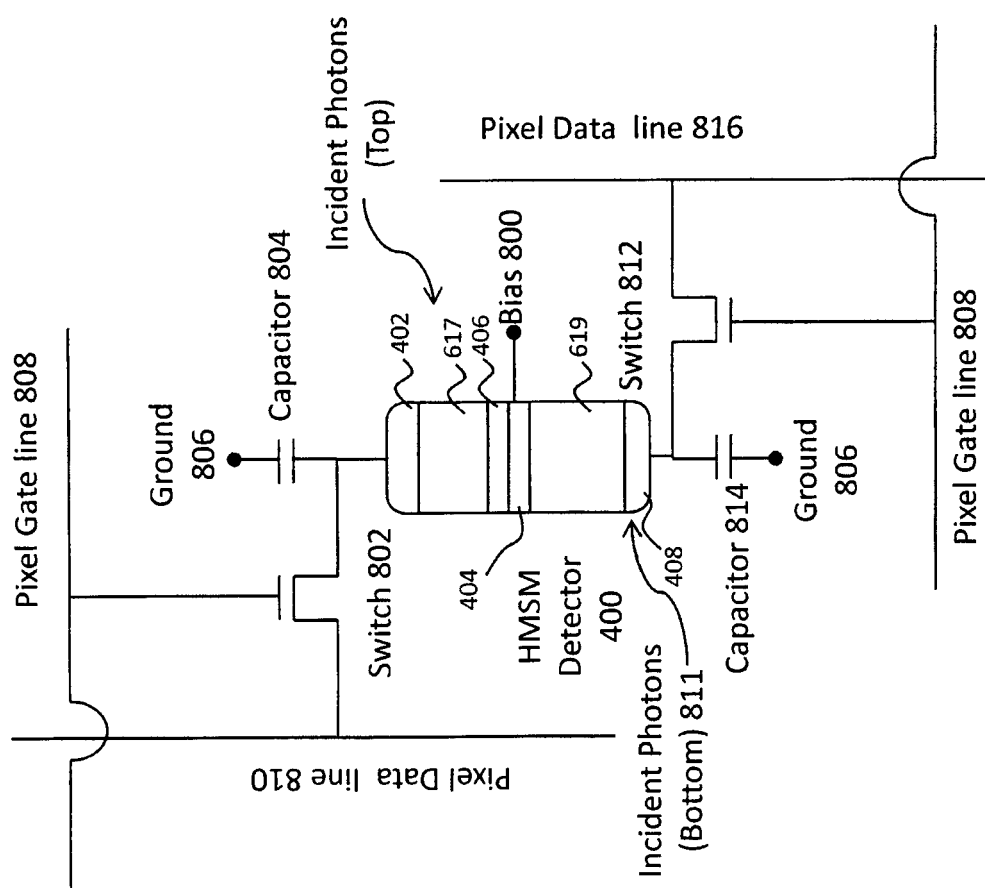 Pixel Gate line 808
Ground
806
Capacitor 804
Incident Photons
(Top)
Switch 802
402
617
406
Bias 800
Pixel Data line 816
Pixel Data line 810
404
HMSM
Detector
400
619
Switch 812
Incident Photons
(Bottom) 811
408
Capacitor 814
Ground
806
Pixel Gate line 808